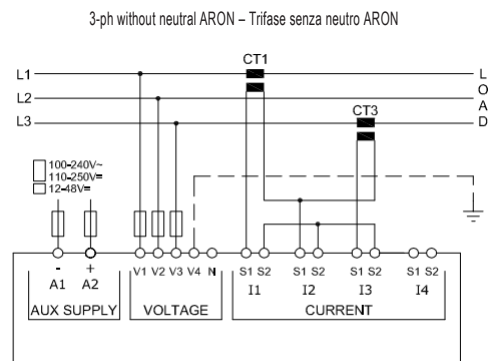 3-ph without neutral ARON – Trifase senza neutro ARON
CT1
L1 L
L2 O
CT3 A
L3 D
100-240V~
110-250V=
12-48V=
V1 V2 V3 V4 N S1 S2 S1 S2 S1 S2 S1 S2
- +
A1 A2 I1 I2 I3 I4
AUX SUPPLY VOLTAGE CURRENT